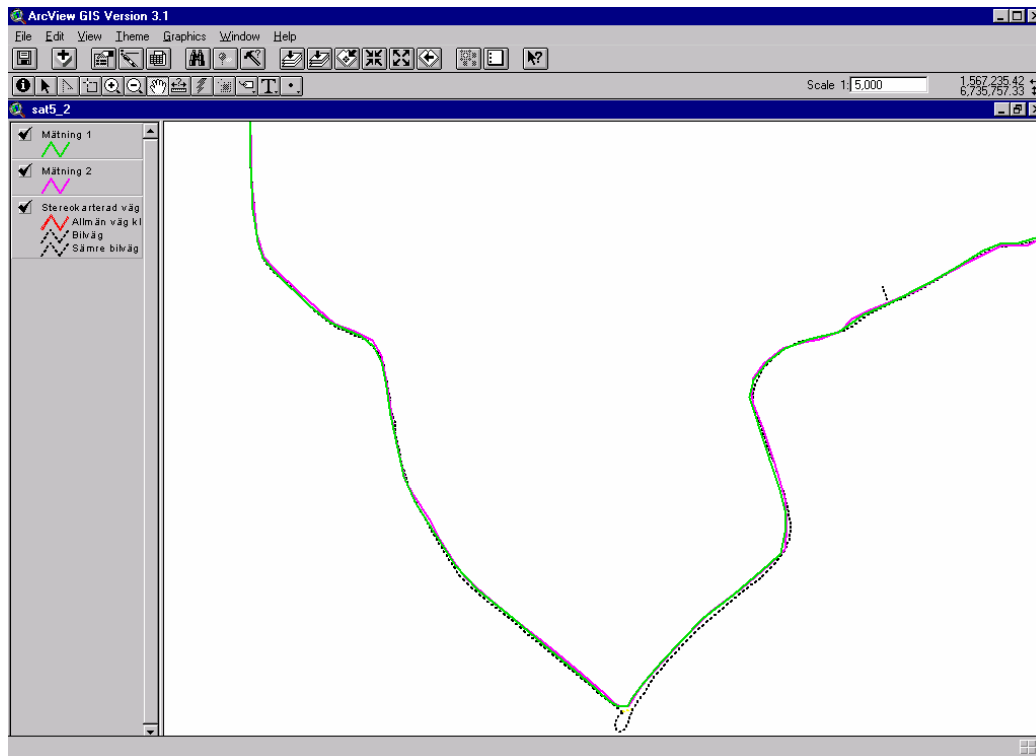 ArcView GIS Version 3.1
File Edit View Theme Graphics Window Help
Scale 1: 5,000
1,567,235.42
6,735,757.33
sat5_2
Mätning 1
Mätning 2
Stereokarterad väg
Allmän väg kl
Bilväg
Sämre bilväg